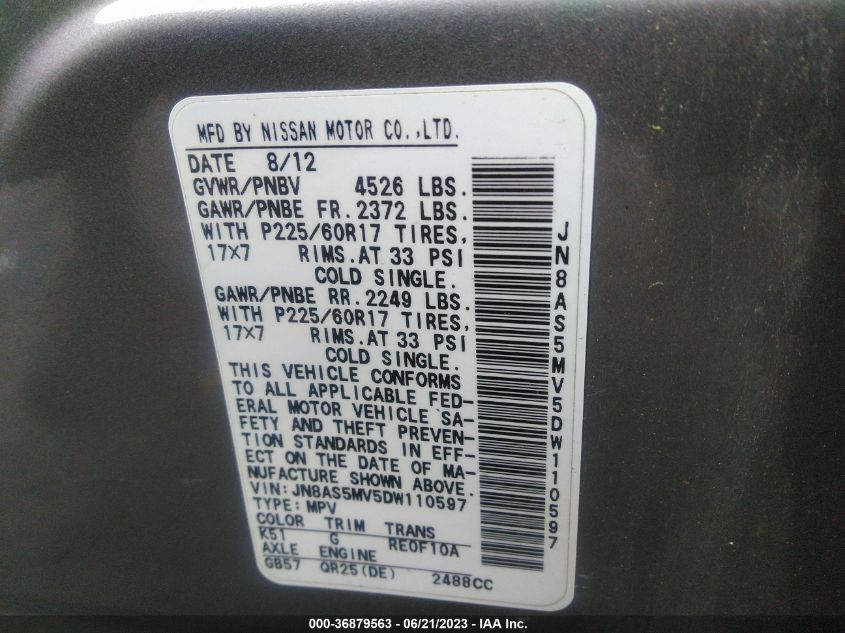 MFD BY NISSAN MOTOR CO.,LTD.
DATE 8/12
GVWR/PNBV 4526 LBS.
GAWR/PNBE FR. 2372 LBS.
WITH P225/60R17 TIRES,
17X7 RIMS. AT 33 PSI
COLD SINGLE.
GAWR/PNBE RR. 2249 LBS.
WITH P225/60R17 TIRES,
17X7 RIMS. AT 33 PSI
COLD SINGLE.
THIS VEHICLE CONFORMS
TO ALL APPLICABLE FED-
ERAL MOTOR VEHICLE SA-
FETY AND THEFT PREVEN-
TION STANDARDS IN EFF-
ECT ON THE DATE OF MA-
NUFACTURE SHOWN ABOVE.
VIN:JN8AS5MV5DW110597
TYPE: MPV
COLOR TRIM TRANS
K51 G RE0F10A
AXLE ENGINE
GB57 QR25(DE) 2488CC
JN8AS5MV5DW110597
000-36879563 - 06/21/2023 - IAA Inc.